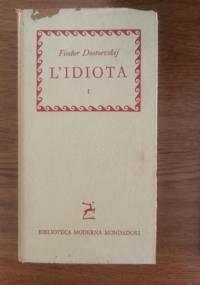 Fiodor Dostoevskij
L'IDIOTA
I
BIBLIOTECA MODERNA MONDADORI